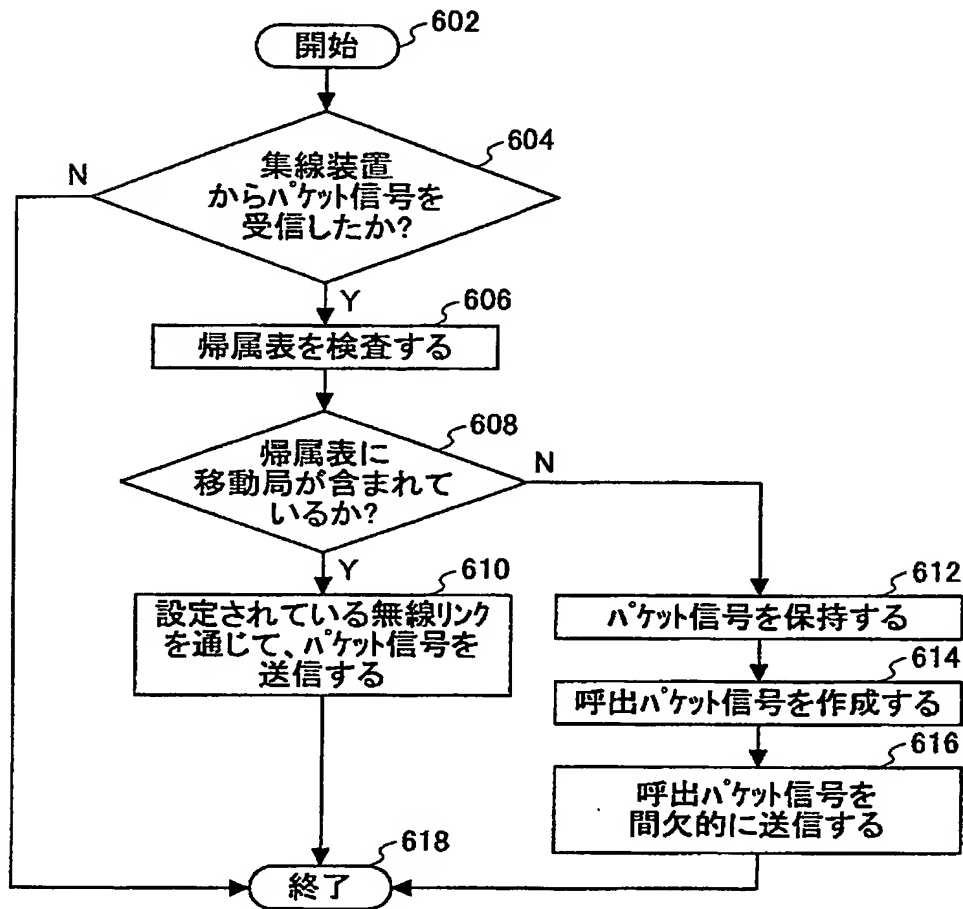 開始
602
集線装置
からパケット信号を
受信したか?
604
N
Y
帰属表を検査する
606
帰属表に
移動局が含まれて
いるか?
608
N
Y
設定されている無線リンク
を通じて、パケット信号を
送信する
610
パケット信号を保持する
612
呼出パケット信号を作成する
614
呼出パケット信号を
間欠的に送信する
616
終了
618